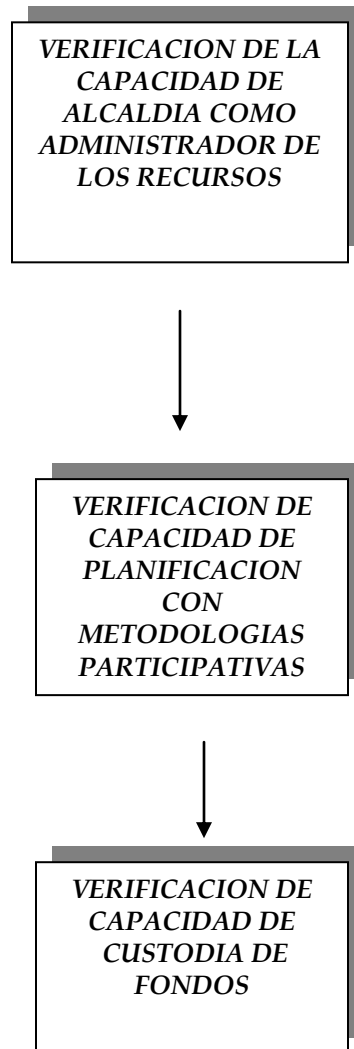 VERIFICACION DE LA
CAPACIDAD DE
ALCALDIA COMO
ADMINISTRADOR DE
LOS RECURSOS
VERIFICACION DE
CAPACIDAD DE
PLANIFICACION
CON
METODOLOGIAS
PARTICIPATIVAS
VERIFICACION DE
CAPACIDAD DE
CUSTODIA DE
FONDOS